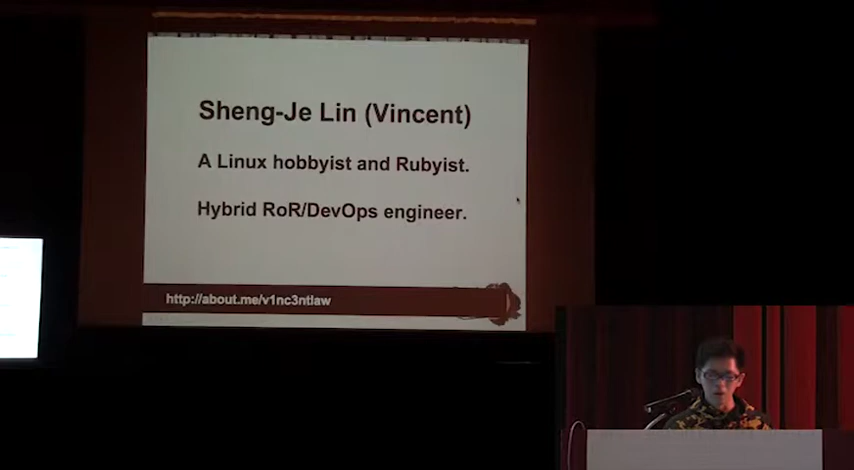 Sheng-Je Lin (Vincent)
A Linux hobbyist and Rubyist.
Hybrid RoR/DevOps engineer.
http://about.me/v1nc3ntlaw